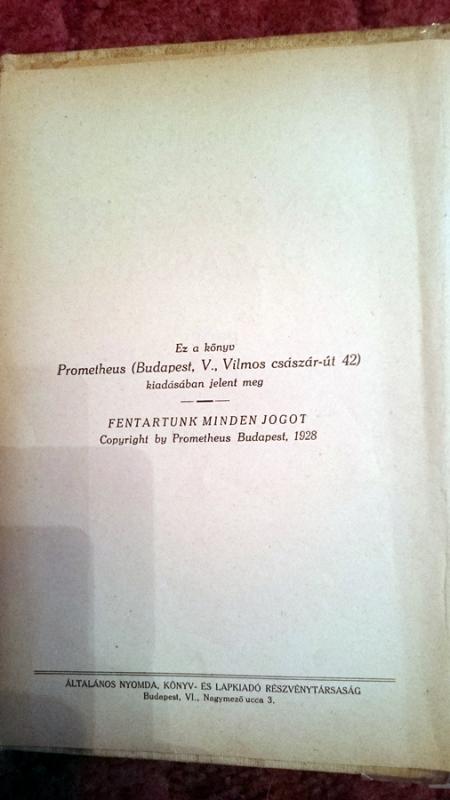 Ez a könyv
Prometheus (Budapest, V., Vilmos császár-út 42)
kiadásában jelent meg
FENTARTUNK MINDEN JOGOT
Copyright by Prometheus Budapest, 1928
ÁLTALÁNOS NYOMDA, KÖNYV- ÉS LAPKIADÓ RÉSZVÉNYTÁRSASÁG
Budapest, VI., Nagymező ucca 3.